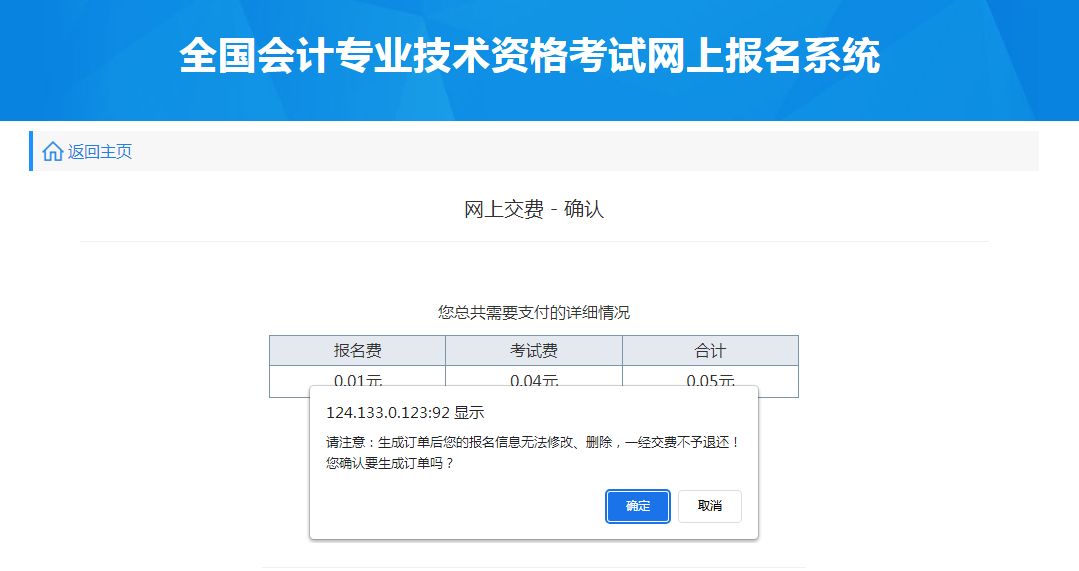 全国会计专业技术资格考试网上报名系统
返回主页
网上交费 - 确认
您总共需要支付的详细情况
报名费 考试费 合计
0.01元 0.04元 0.05元
124.133.0.123:92 显示
请注意：生成订单后您的报名信息无法修改、删除，一经交费不予退还！
您确认要生成订单吗？
确定 取消